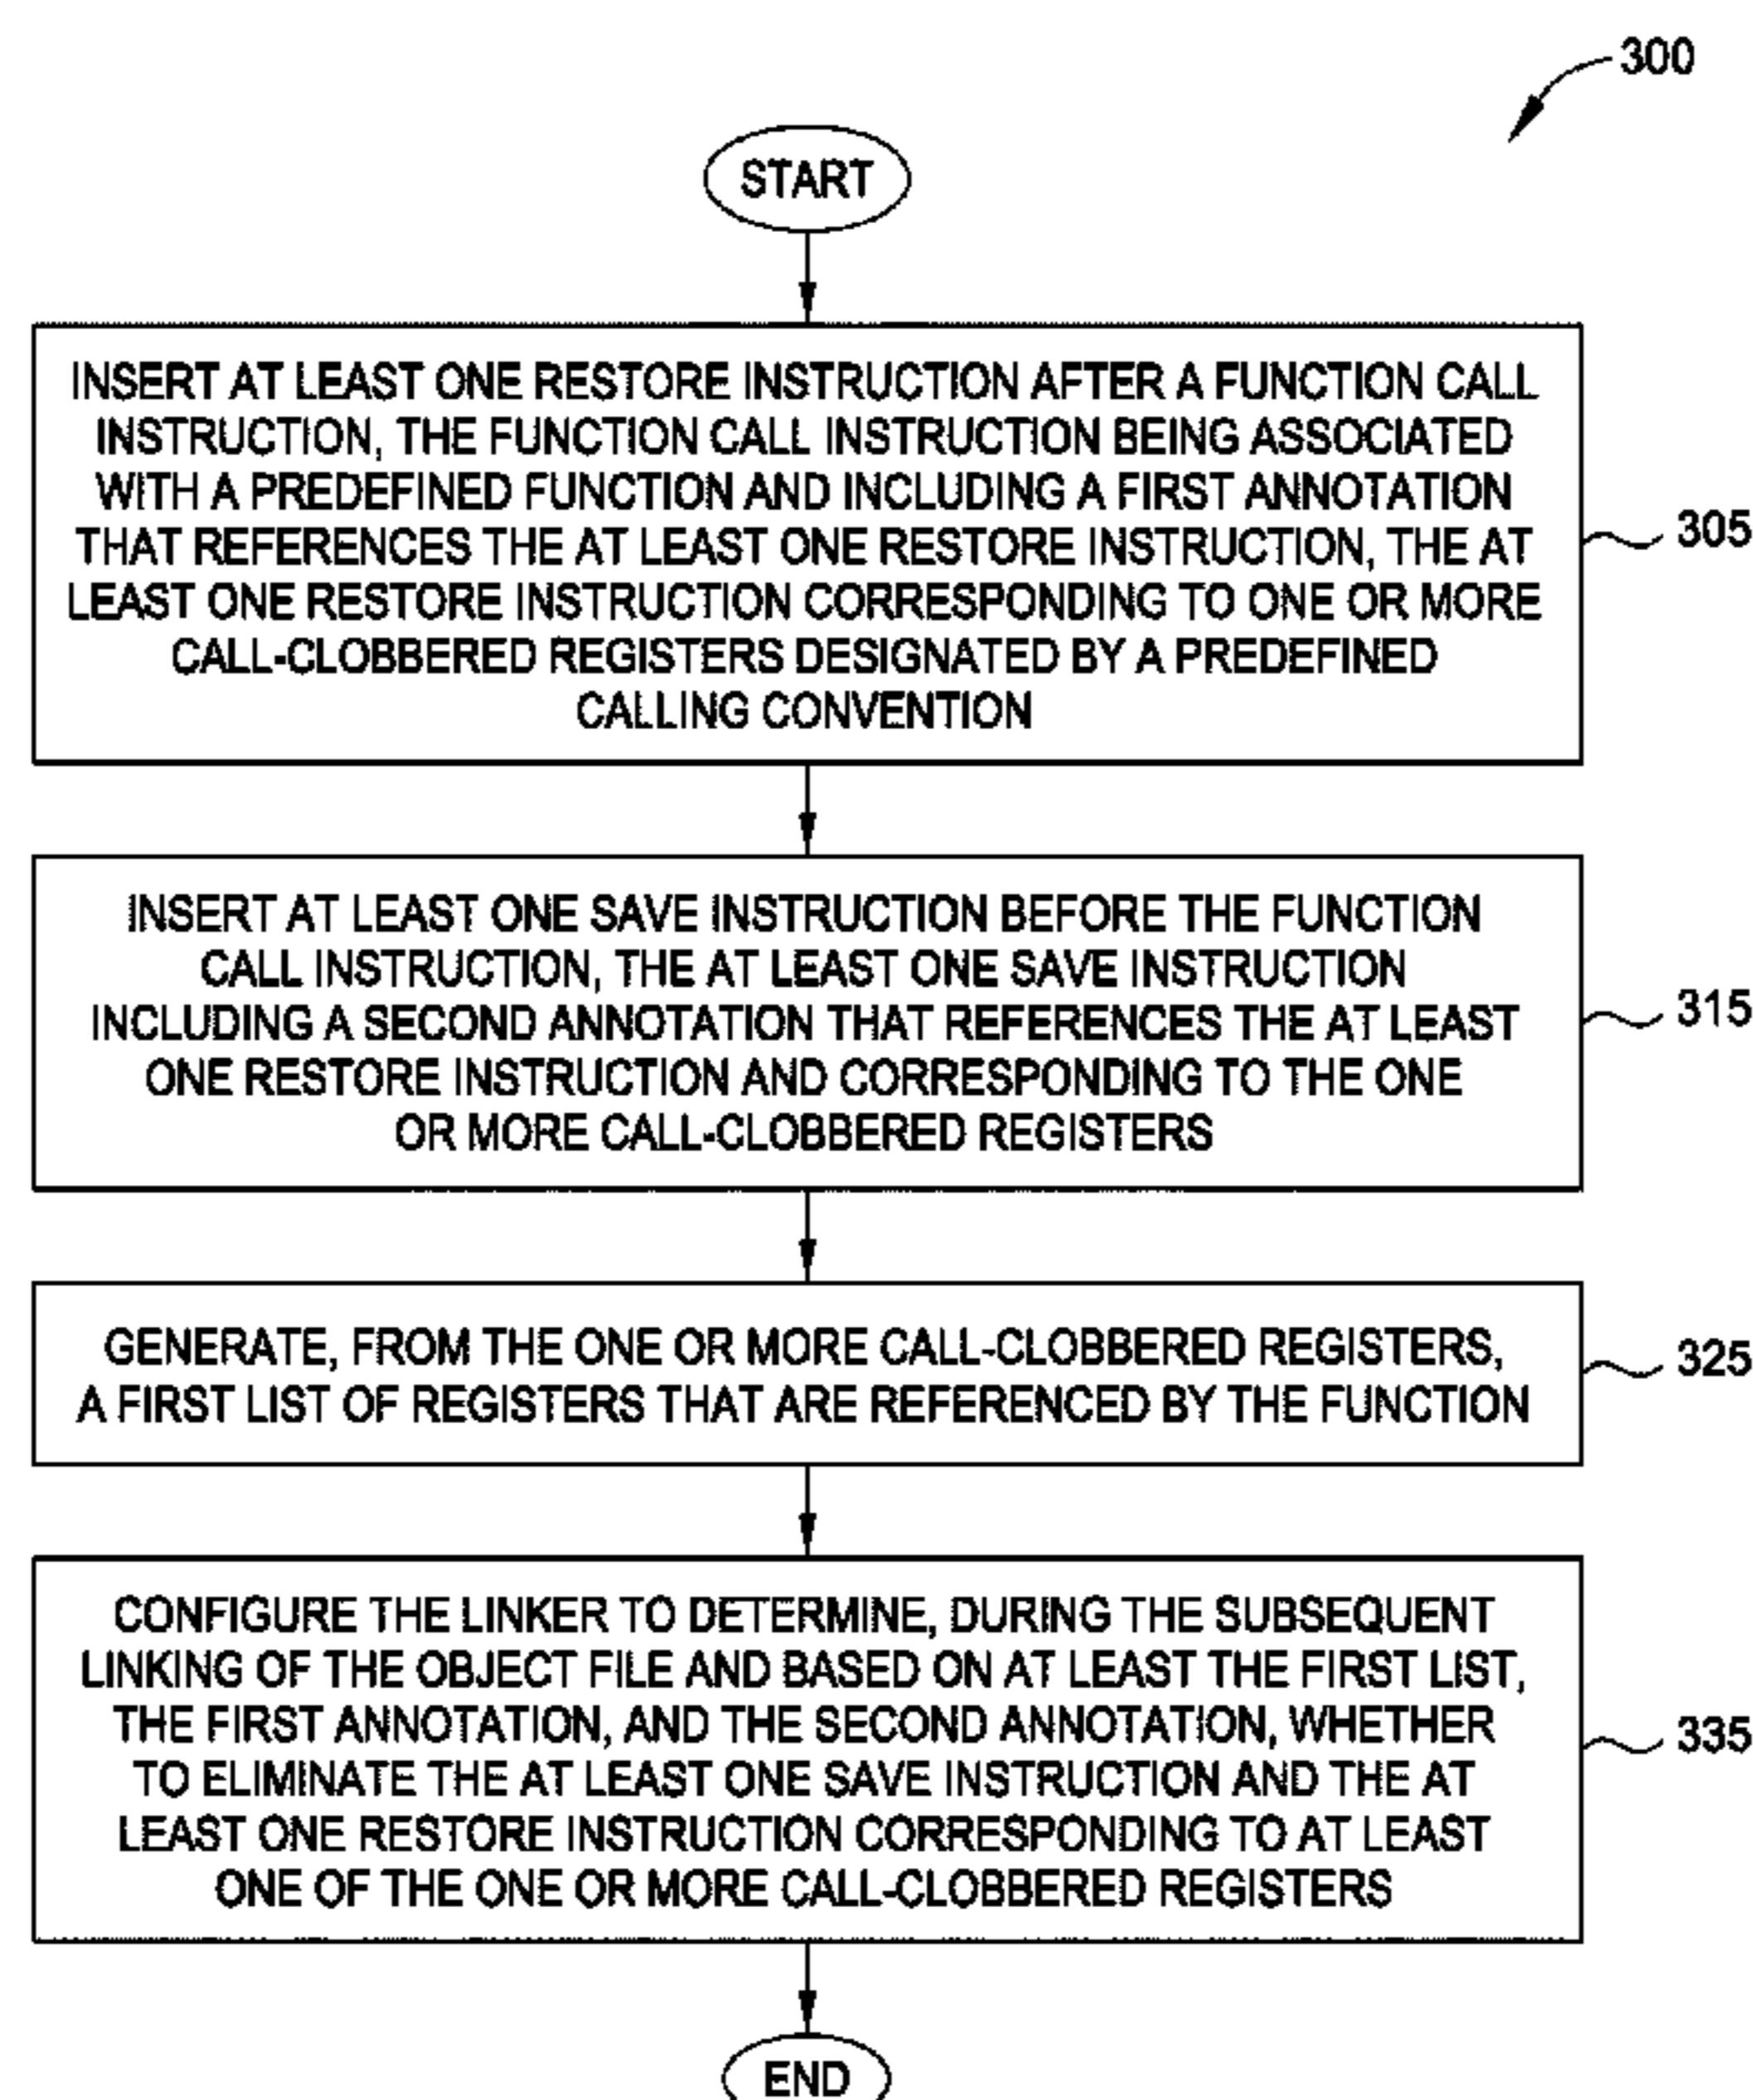 300
START
INSERT AT LEAST ONE RESTORE INSTRUCTION AFTER A FUNCTION CALL
INSTRUCTION, THE FUNCTION CALL INSTRUCTION BEING ASSOCIATED
WITH A PREDEFINED FUNCTION AND INCLUDING A FIRST ANNOTATION
THAT REFERENCES THE AT LEAST ONE RESTORE INSTRUCTION, THE AT
LEAST ONE RESTORE INSTRUCTION CORRESPONDING TO ONE OR MORE
CALL-CLOBBERED REGISTERS DESIGNATED BY A PREDEFINED
CALLING CONVENTION
305
INSERT AT LEAST ONE SAVE INSTRUCTION BEFORE THE FUNCTION
CALL INSTRUCTION, THE AT LEAST ONE SAVE INSTRUCTION
INCLUDING A SECOND ANNOTATION THAT REFERENCES THE AT LEAST
ONE RESTORE INSTRUCTION AND CORRESPONDING TO THE ONE
OR MORE CALL-CLOBBERED REGISTERS
315
GENERATE, FROM THE ONE OR MORE CALL-CLOBBERED REGISTERS,
A FIRST LIST OF REGISTERS THAT ARE REFERENCED BY THE FUNCTION
325
CONFIGURE THE LINKER TO DETERMINE, DURING THE SUBSEQUENT
LINKING OF THE OBJECT FILE AND BASED ON AT LEAST THE FIRST LIST,
THE FIRST ANNOTATION, AND THE SECOND ANNOTATION, WHETHER
TO ELIMINATE THE AT LEAST ONE SAVE INSTRUCTION AND THE AT
LEAST ONE RESTORE INSTRUCTION CORRESPONDING TO AT LEAST
ONE OF THE ONE OR MORE CALL-CLOBBERED REGISTERS
335
END